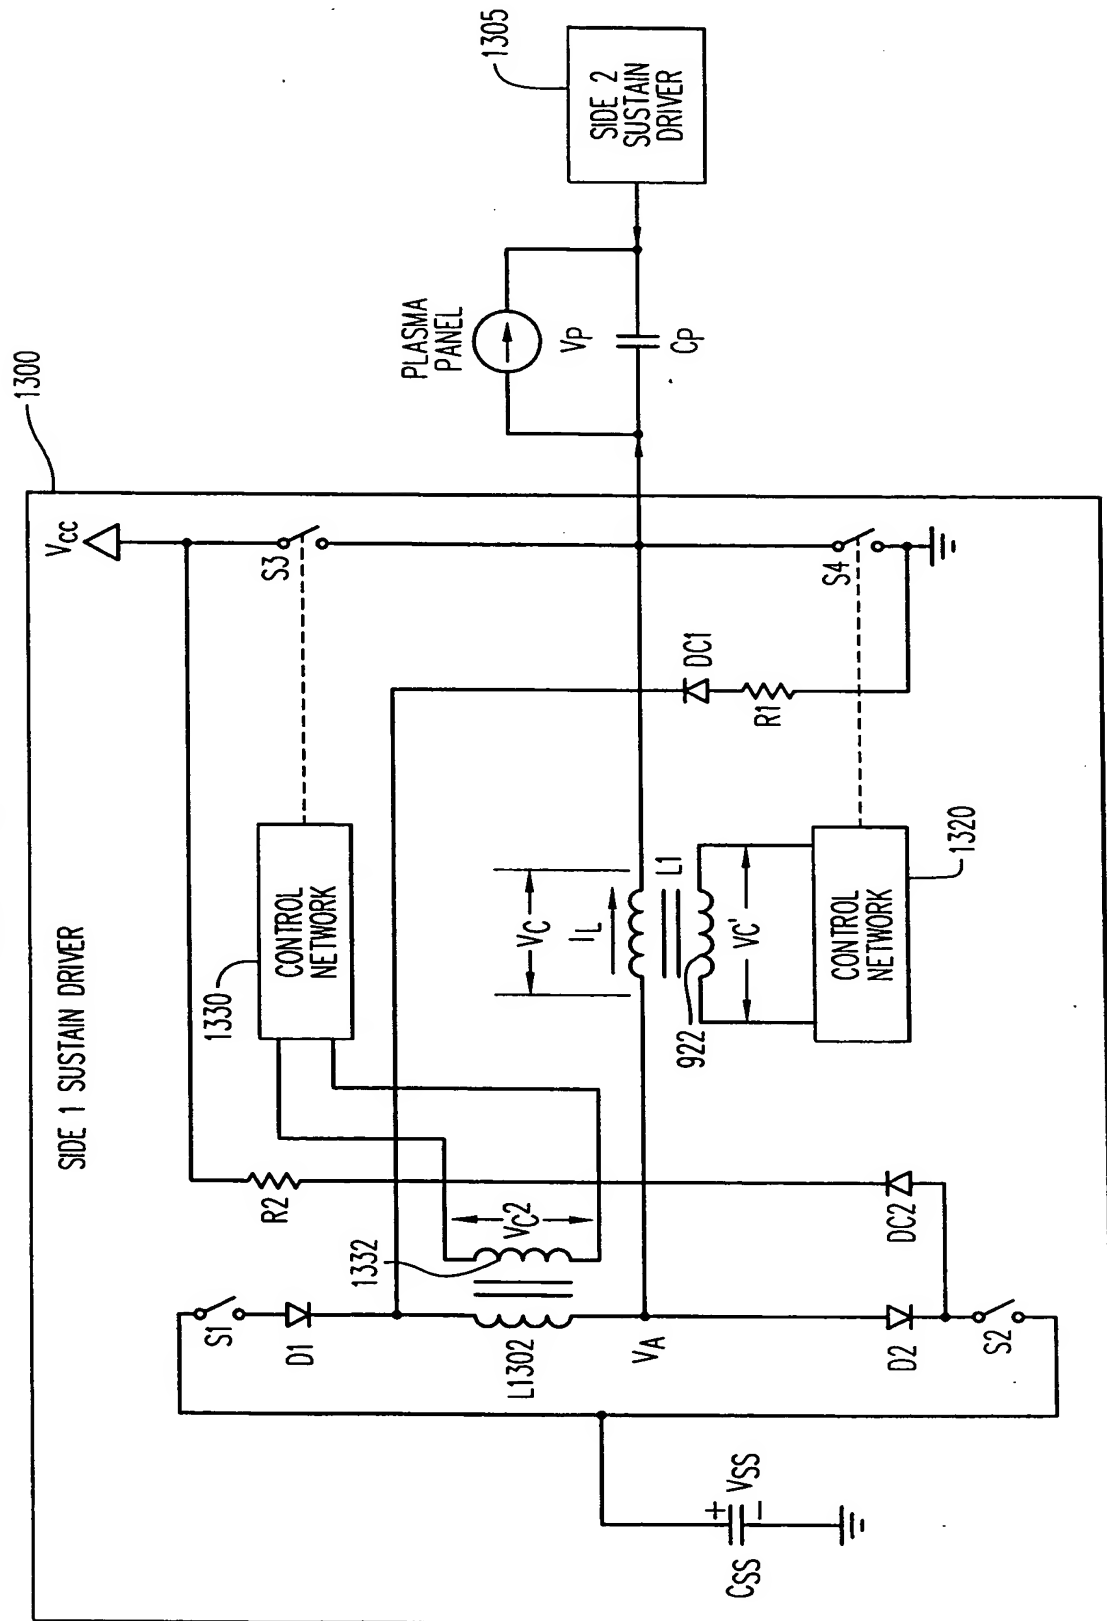 SIDE 1 SUSTAIN DRIVER
1300
Vcc
S3
1330
CONTROL
NETWORK
R2
1332
VC2
S1
D1
L1302
VA
D2
S2
DC2
VC
IL
L1
922
VC'
CONTROL
NETWORK
1320
DC1
R1
S4
CSS
+
VSS
−
PLASMA
PANEL
VP
CP
SIDE 2
SUSTAIN
DRIVER
1305